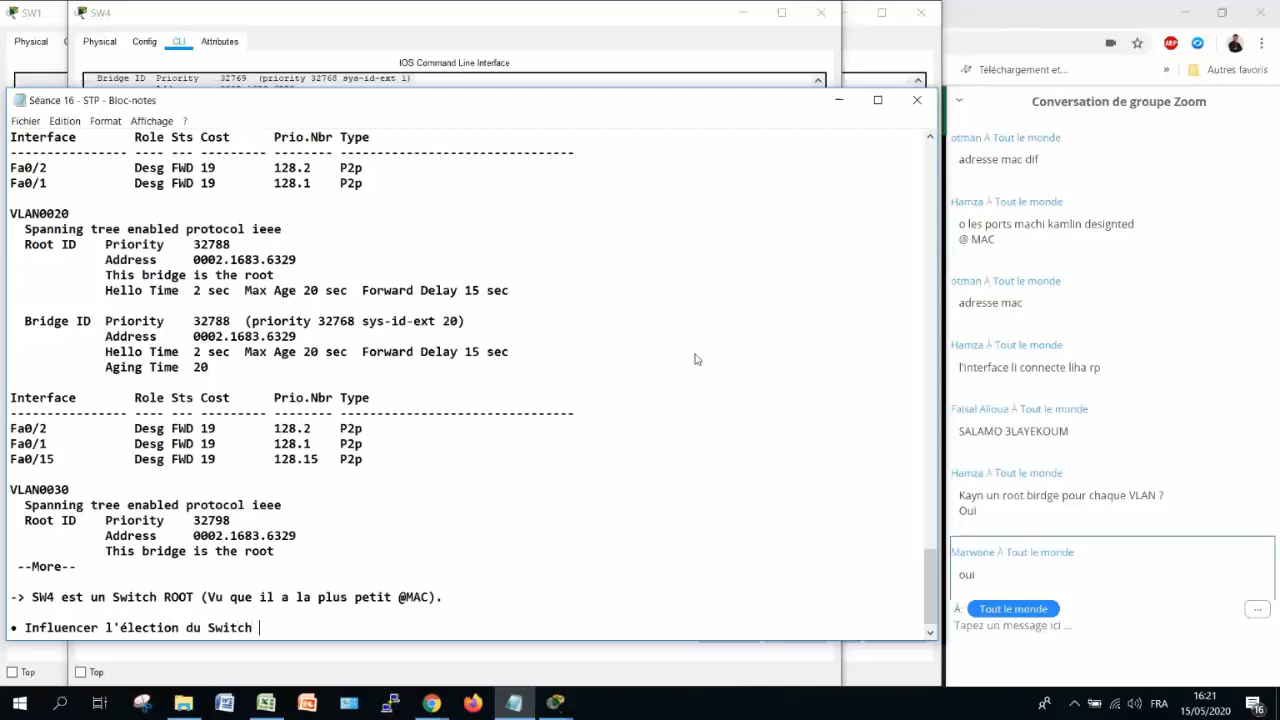 SW1
SW4
Physical
Physical Config CLI Attributes
IOS Command Line Interface
Bridge ID Priority 32769 (priority 32768 sys-id-ext 1)
Séance 16 - STP - Bloc-notes
Fichier Edition Format Affichage ?
Interface Role Sts Cost Prio.Nbr Type
---------------- ---- --- --------- -------- --------------------------------
Fa0/2 Desg FWD 19 128.2 P2p
Fa0/1 Desg FWD 19 128.1 P2p
VLAN0020
Spanning tree enabled protocol ieee
Root ID Priority 32788
Address 0002.1683.6329
This bridge is the root
Hello Time 2 sec Max Age 20 sec Forward Delay 15 sec
Bridge ID Priority 32788 (priority 32768 sys-id-ext 20)
Address 0002.1683.6329
Hello Time 2 sec Max Age 20 sec Forward Delay 15 sec
Aging Time 20
Interface Role Sts Cost Prio.Nbr Type
---------------- ---- --- --------- -------- --------------------------------
Fa0/2 Desg FWD 19 128.2 P2p
Fa0/1 Desg FWD 19 128.1 P2p
Fa0/15 Desg FWD 19 128.15 P2p
VLAN0030
Spanning tree enabled protocol ieee
Root ID Priority 32798
Address 0002.1683.6329
This bridge is the root
--More--
-> SW4 est un Switch ROOT (Vu que il a la plus petit @MAC).
• Influencer l'élection du Switch
Top
Top
Téléchargement et...
» Autres favoris
Conversation de groupe Zoom
otman À Tout le monde
adresse mac dif
Hamza À Tout le monde
o les ports machi kamlin designted
@ MAC
otman À Tout le monde
adresse mac
Hamza À Tout le monde
l'interface li connecte liha rp
Faisal Alioua À Tout le monde
SALAMO 3LAYEKOUM
Hamza À Tout le monde
Kayn un root birdge pour chaque VLAN ?
Oui
Marwane À Tout le monde
oui
À: Tout le monde
...
Tapez un message ici ...
FRA
16:21
15/05/2020
16